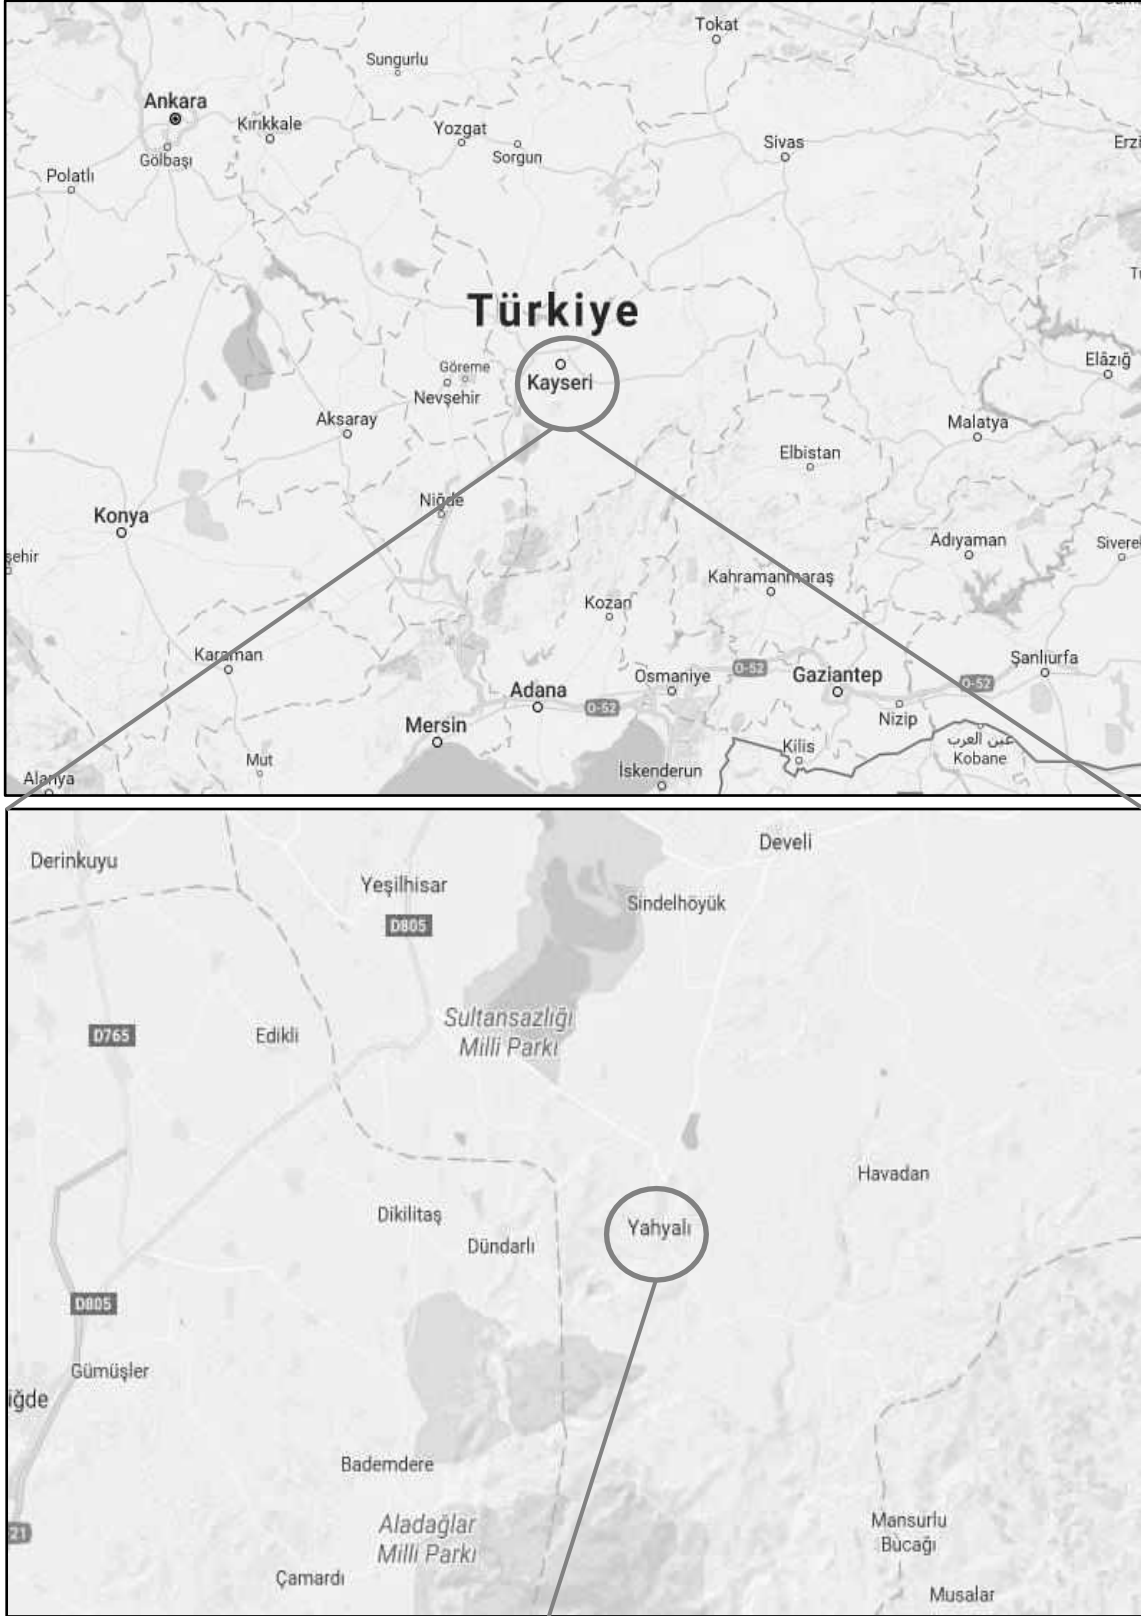 Tokat
Sungurlu
Ankara
Kırıkkale
Yozgat
Sivas
Gölbaşı
Sorgun
Polatlı
Türkiye
Göreme
Kayseri
Elâzığ
Nevşehir
Aksaray
Malatya
Elbistan
Niğde
Konya
Adıyaman
şehir
Kahramanmaraş
Kozan
Karaman
Şanlıurfa
O-52
Osmaniye
Gaziantep
O-52
Adana
O-52
Nizip
Mersin
عين العرب
Kobane
Kilis
Mut
İskenderun
Alanya
Develi
Derinkuyu
Yeşilhisar
Sindelhöyük
D805
Sultansazlığı
Milli Parkı
D765
Edikli
Havadan
Dikilitaş
Yahyalı
Dündarlı
D805
Gümüşler
iğde
Bademdere
Aladağlar
Milli Parkı
Mansurlu
Bucağı
21
Çamardı
Musalar